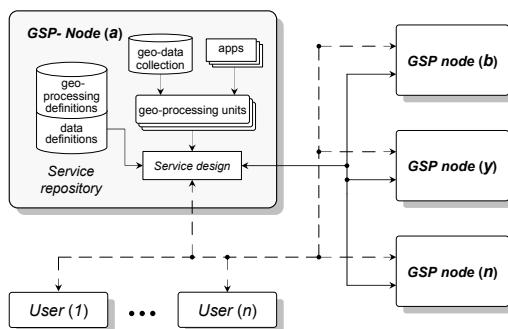 GSP- Node (a)
geo-data
collection
apps
geo-
processing
definitions
data
definitions
geo-processing units
Service design
Service
repository
GSP node (b)
GSP node (y)
GSP node (n)
User (1)
•••
User (n)